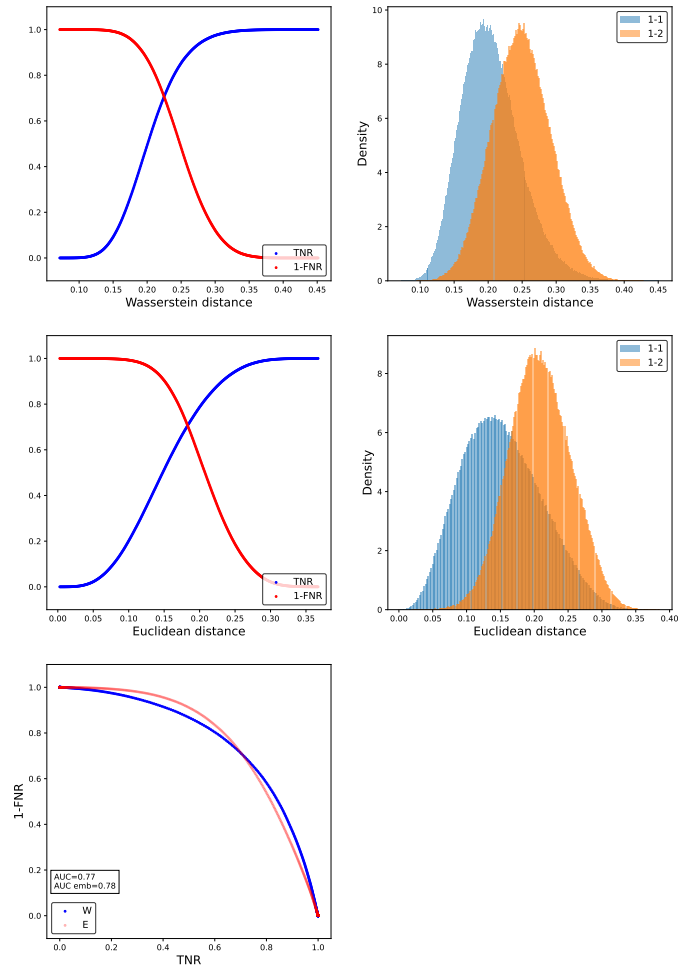 1.0
0.8
0.6
0.4
0.2
0.0
0.10 0.15 0.20 0.25 0.30 0.35 0.40 0.45
Wasserstein distance
TNR
1-FNR
10
8
6
4
2
0
Density
0.10 0.15 0.20 0.25 0.30 0.35 0.40 0.45
Wasserstein distance
1-1
1-2
1.0
0.8
0.6
0.4
0.2
0.0
0.00 0.05 0.10 0.15 0.20 0.25 0.30 0.35
Euclidean distance
TNR
1-FNR
8
6
4
2
0
Density
0.00 0.05 0.10 0.15 0.20 0.25 0.30 0.35 0.40
Euclidean distance
1-1
1-2
1.0
0.8
0.6
0.4
0.2
0.0
1-FNR
AUC=0.77
AUC emb=0.78
W
E
0.0 0.2 0.4 0.6 0.8 1.0
TNR